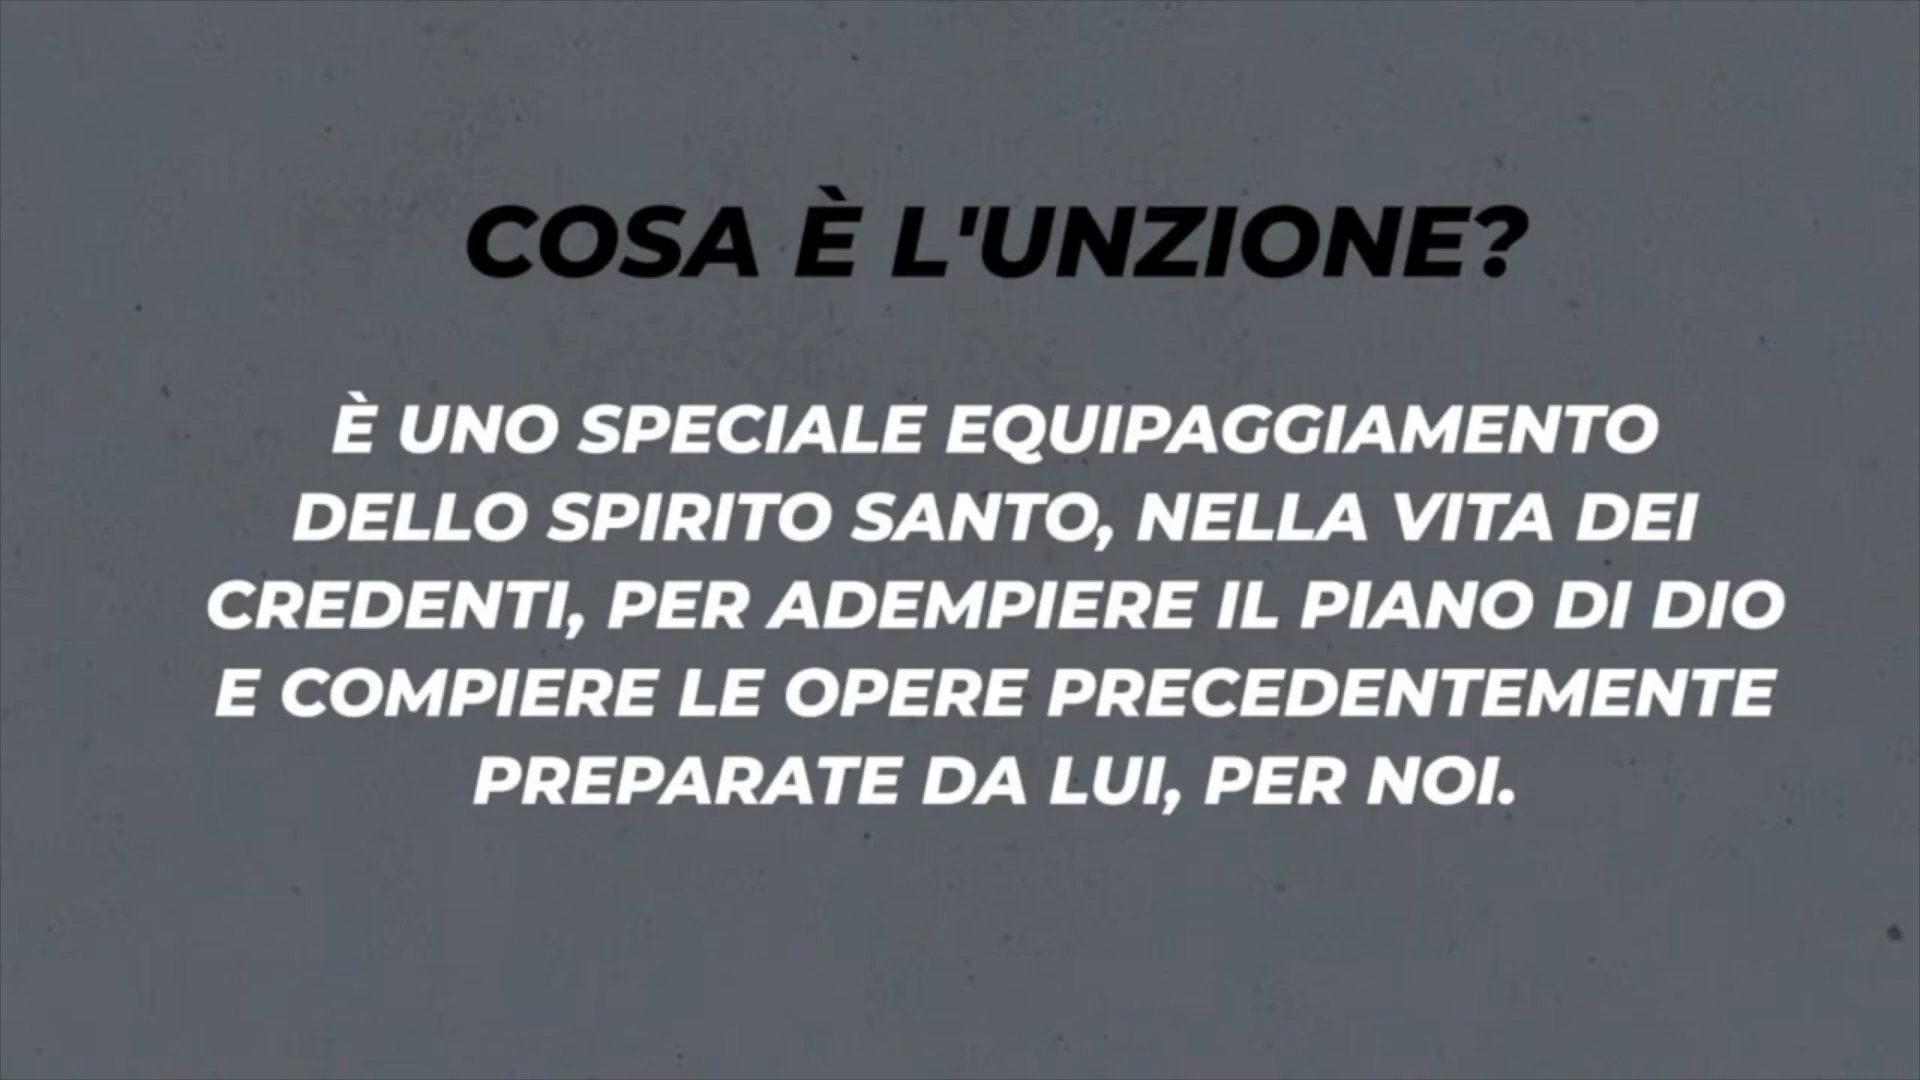 COSA È L'UNZIONE?
È UNO SPECIALE EQUIPAGGIAMENTO
DELLO SPIRITO SANTO, NELLA VITA DEI
CREDENTI, PER ADEMPIERE IL PIANO DI DIO
E COMPIERE LE OPERE PRECEDENTEMENTE
PREPARATE DA LUI, PER NOI.